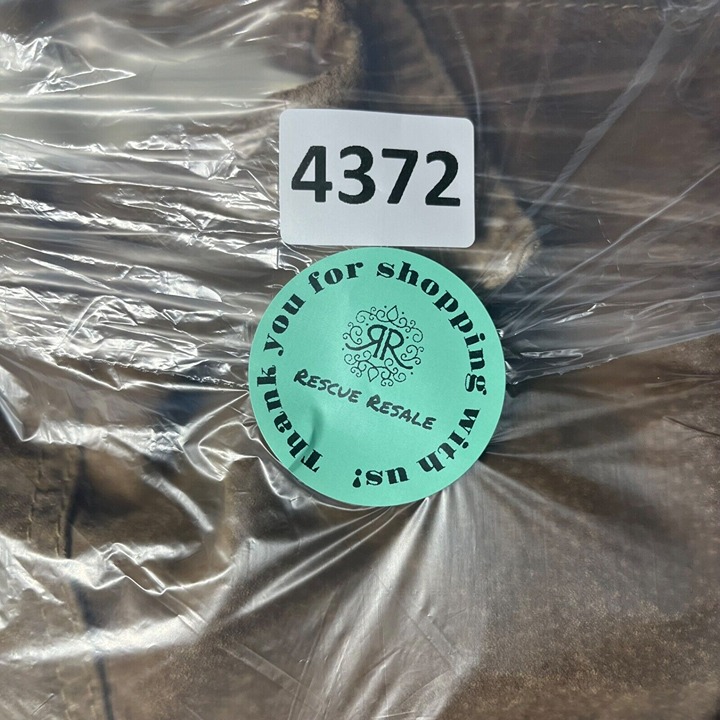 4372
Thank you for shopping with us!
RR
RESCUE RESALE